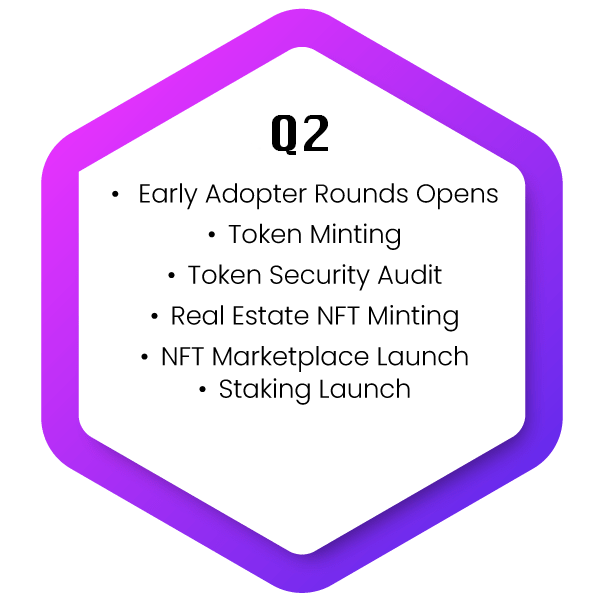 Q2
• Early Adopter Rounds Opens
• Token Minting
• Token Security Audit
• Real Estate NFT Minting
• NFT Marketplace Launch
• Staking Launch